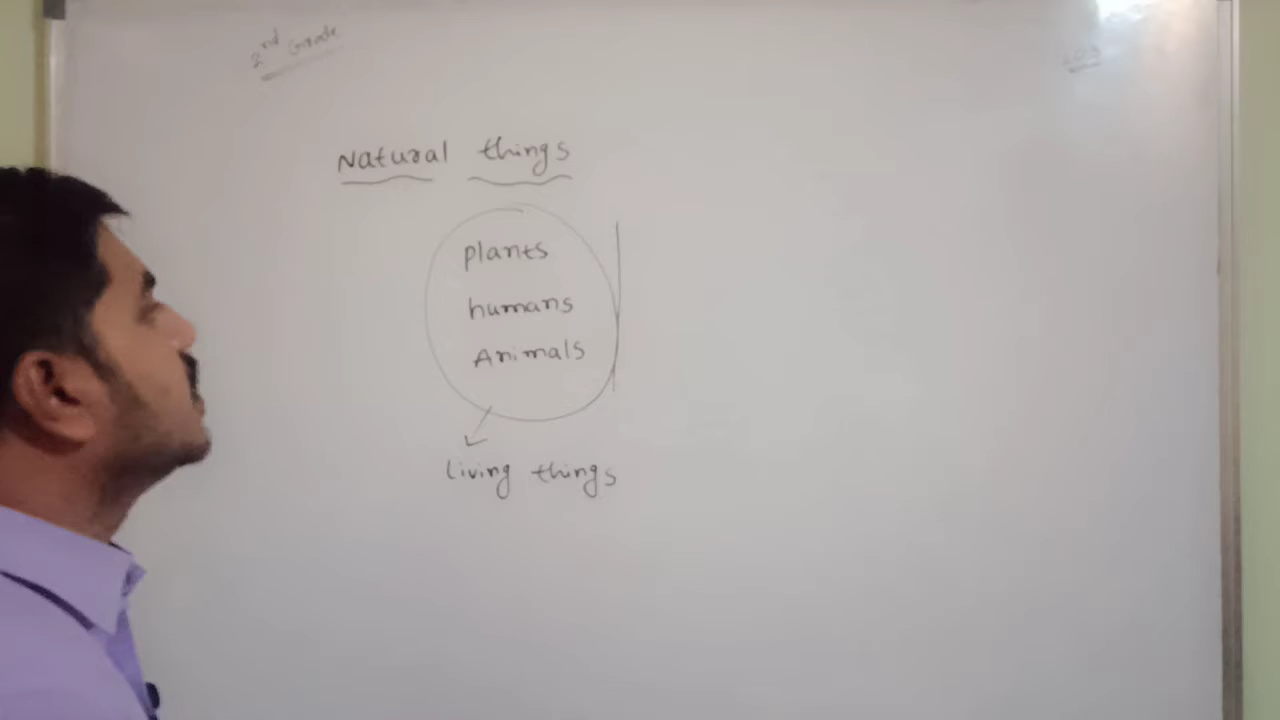 2nd Grade
Natural things
plants
humans
Animals
Living things